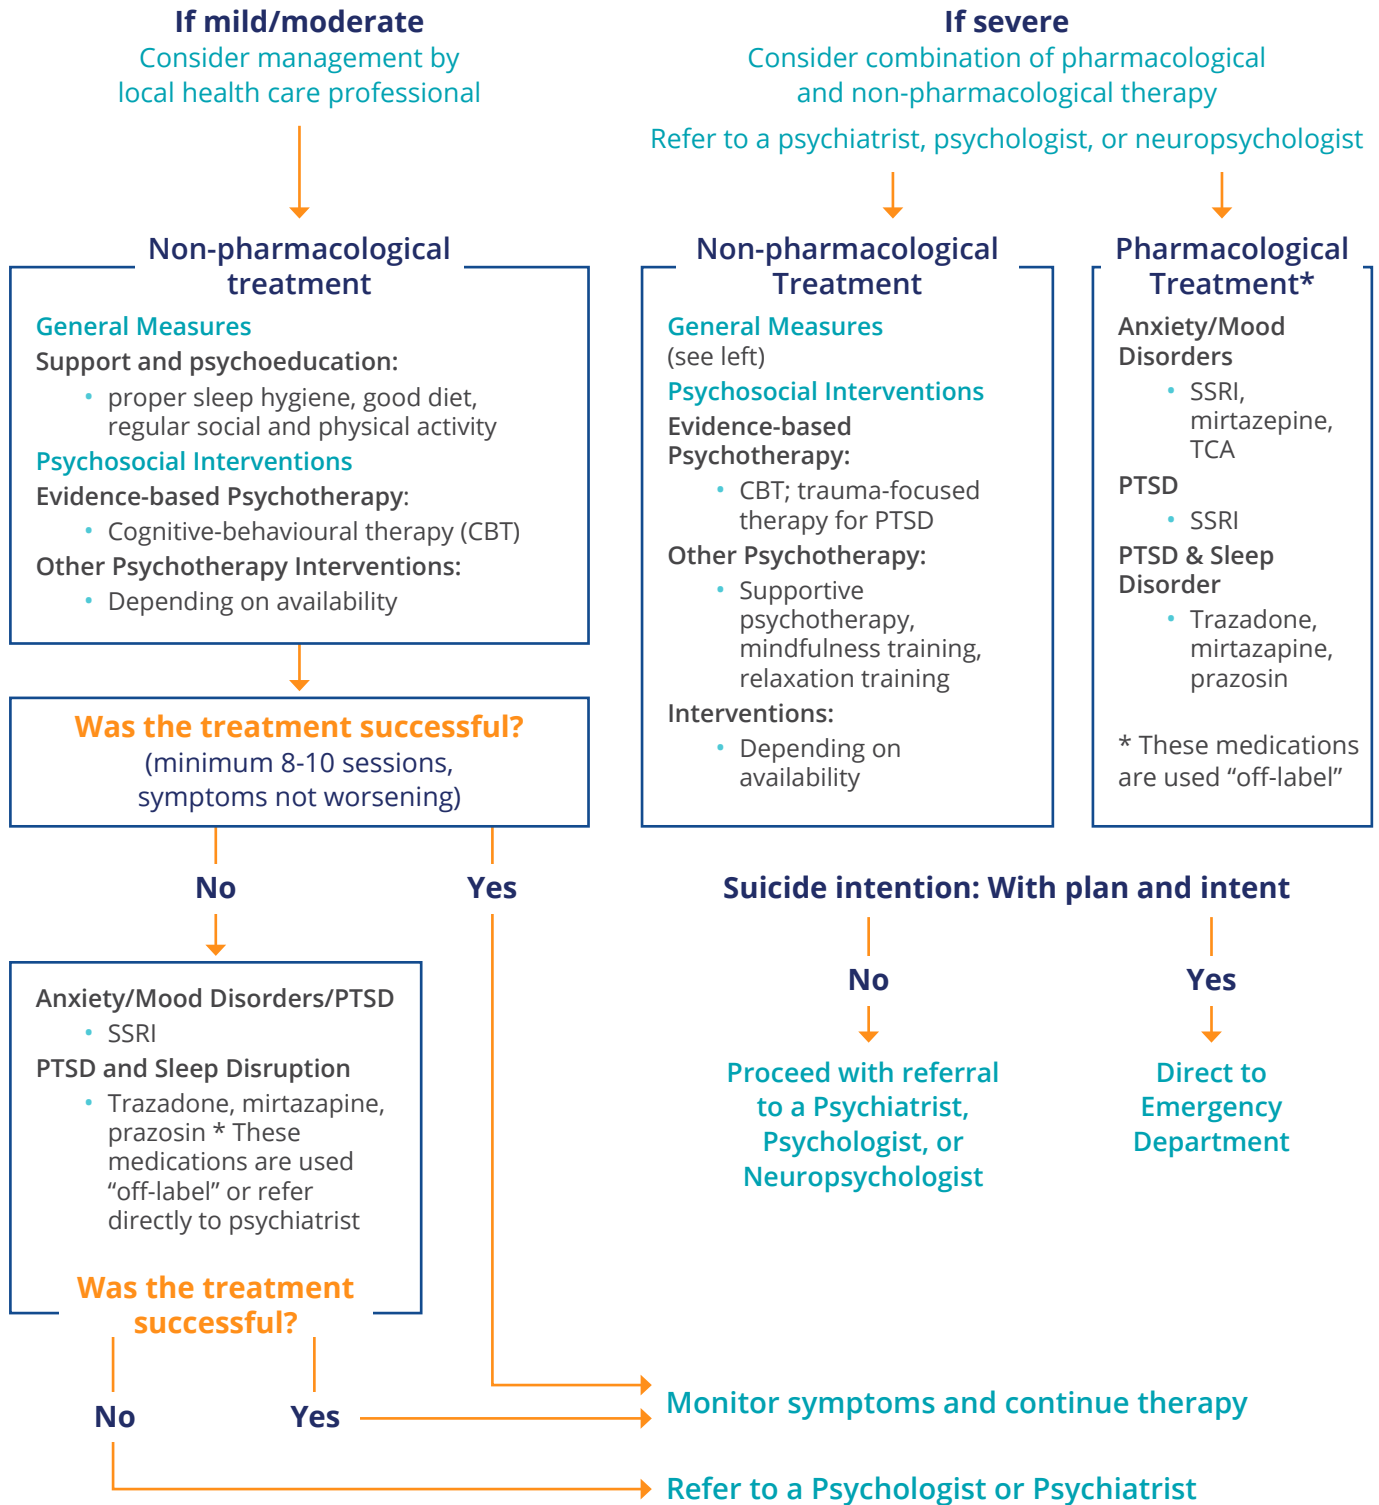 If mild/moderate
Consider management by
local health care professional
Non-pharmacological
treatment
General Measures
Support and psychoeducation:
• proper sleep hygiene, good diet,
regular social and physical activity
Psychosocial Interventions
Evidence-based Psychotherapy:
• Cognitive-behavioural therapy (CBT)
Other Psychotherapy Interventions:
• Depending on availability
Was the treatment successful?
(minimum 8-10 sessions,
symptoms not worsening)
No
Yes
Anxiety/Mood Disorders/PTSD
• SSRI
PTSD and Sleep Disruption
• Trazadone, mirtazapine,
prazosin * These
medications are used
“off-label” or refer
directly to psychiatrist
Was the treatment
successful?
No
Yes
If severe
Consider combination of pharmacological
and non-pharmacological therapy
Refer to a psychiatrist, psychologist, or neuropsychologist
Non-pharmacological
Treatment
General Measures
(see left)
Psychosocial Interventions
Evidence-based
Psychotherapy:
• CBT; trauma-focused
therapy for PTSD
Other Psychotherapy:
• Supportive
psychotherapy,
mindfulness training,
relaxation training
Interventions:
• Depending on
availability
Pharmacological
Treatment*
Anxiety/Mood
Disorders
• SSRI,
mirtazepine,
TCA
PTSD
• SSRI
PTSD & Sleep
Disorder
• Trazadone,
mirtazapine,
prazosin
* These medications
are used “off-label”
Suicide intention: With plan and intent
No
Proceed with referral
to a Psychiatrist,
Psychologist, or
Neuropsychologist
Yes
Direct to
Emergency
Department
Monitor symptoms and continue therapy
Refer to a Psychologist or Psychiatrist